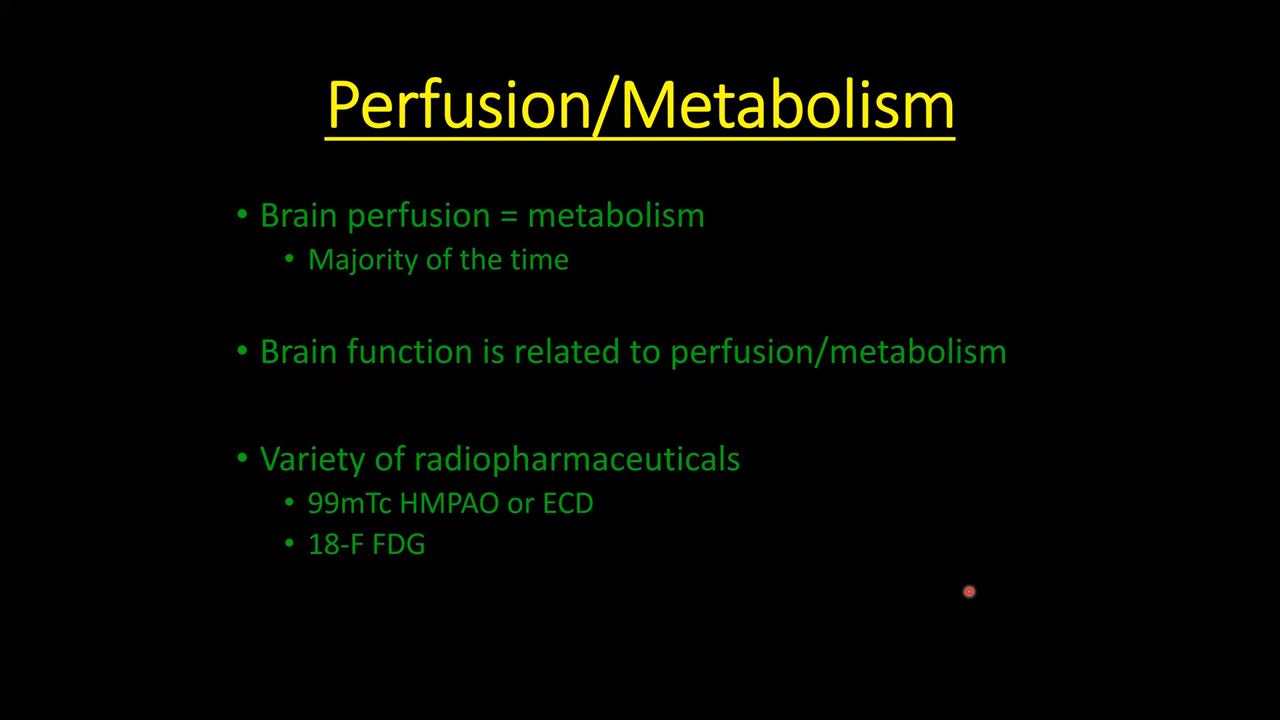 Perfusion/Metabolism
• Brain perfusion = metabolism
• Majority of the time
• Brain function is related to perfusion/metabolism
• Variety of radiopharmaceuticals
• 99mTc HMPAO or ECD
• 18-F FDG